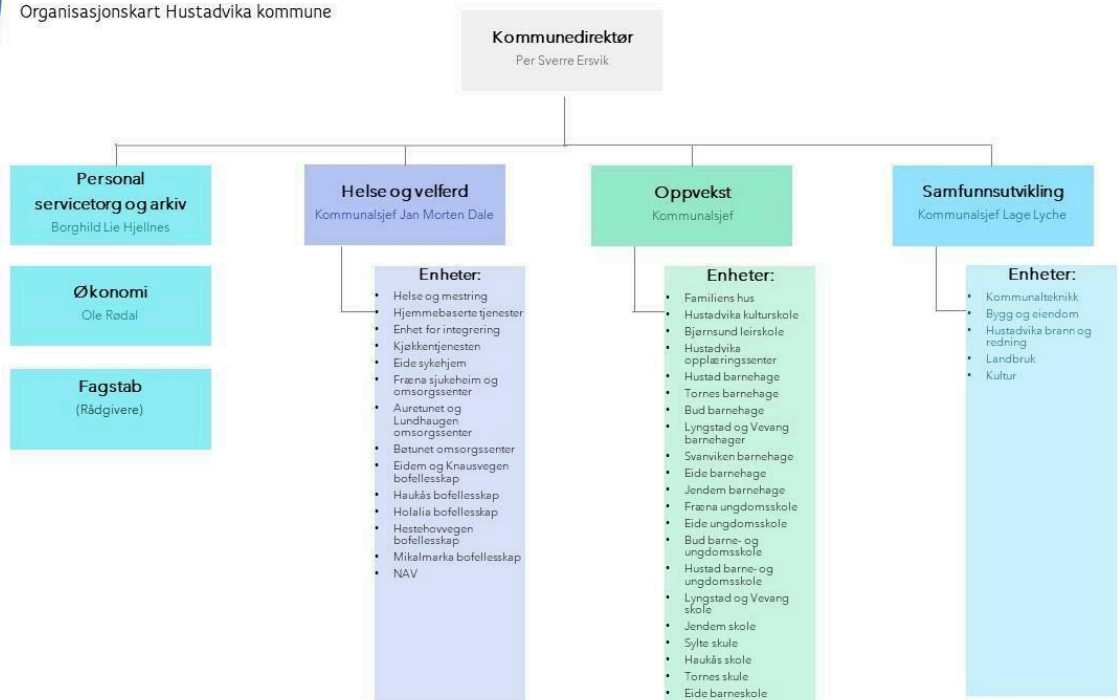 Organisasjonskart Hustadvika kommune
Kommunedirektør
Per Sverre Ersvik
Personal
servicetorg og arkiv
Borghild Lie Hjellnes
Økonomi
Ole Rødal
Fagstab
(Rådgivere)
Helse og velferd
Kommunalsjef Jan Morten Dale
Enheter:
• Helse og mestring
• Hjemmebaserte tjenester
• Enhet for integrering
• Kjøkkentjenesten
• Eide sykehjem
• Fræna sjukeheim og
omsorgssenter
• Auretunet og
Lundhaugen
omsorgssenter
• Båtunet omsorgssenter
• Eidem og Knausvegen
bofellesskap
• Haukås bofellesskap
• Holalia bofellesskap
• Hestehovvegen
bofellesskap
• Mikalmarka bofellesskap
• NAV
Oppvekst
Kommunalsjef
Enheter:
• Familiens hus
• Hustadvika kulturskole
• Bjørnsund leirskole
• Hustadvika
opplæringssenter
• Hustad barnehage
• Tornes barnehage
• Bud barnehage
• Lyngstad og Vevang
barnehager
• Svanviken barnehage
• Eide barnehage
• Jendem barnehage
• Fræna ungdomsskole
• Eide ungdomsskole
• Bud barne- og
ungdomsskole
• Hustad barne- og
ungdomsskole
• Lyngstad og Vevang
skole
• Jendem skole
• Sylte skule
• Haukås skole
• Tornes skule
• Eide barneskole
Samfunnsutvikling
Kommunalsjef Lage Lyche
Enheter:
• Kommunalteknikk
• Bygg og eiendom
• Hustadvika brann og
redning
• Landbruk
• Kultur